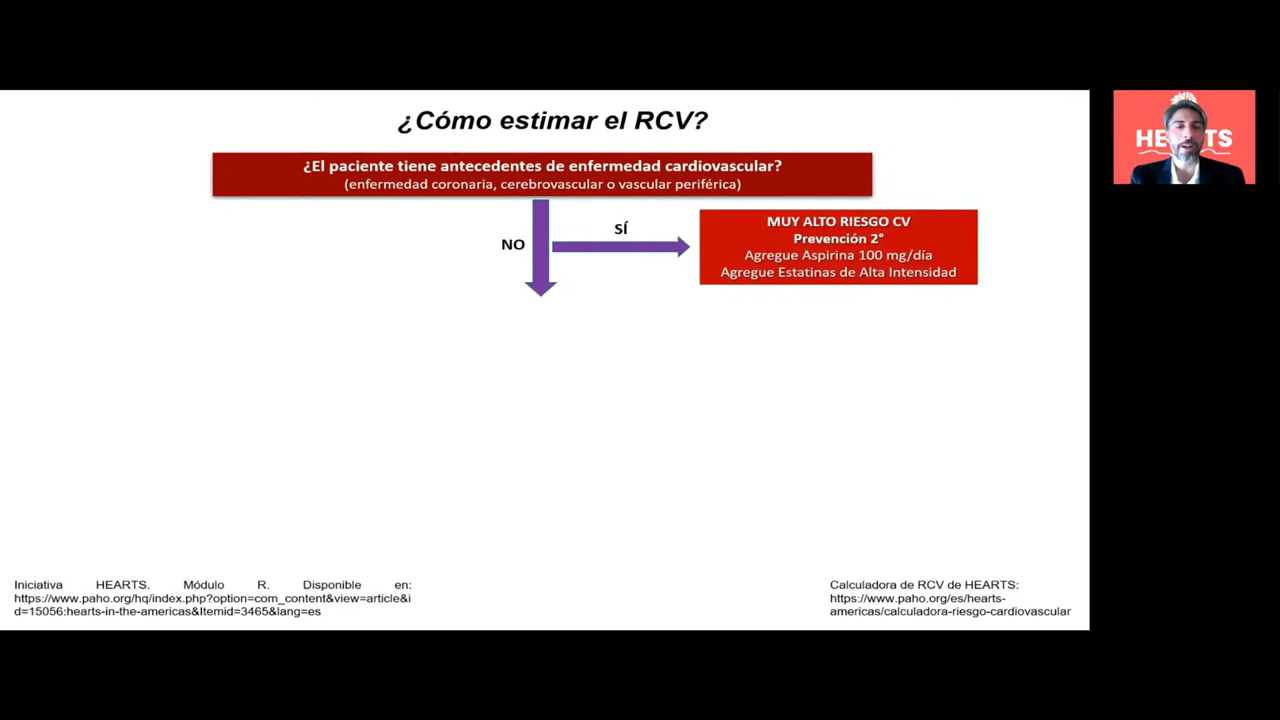 ¿Cómo estimar el RCV?
¿El paciente tiene antecedentes de enfermedad cardiovascular?
(enfermedad coronaria, cerebrovascular o vascular periférica)
SÍ
NO
MUY ALTO RIESGO CV
Prevención 2°
Agregue Aspirina 100 mg/día
Agregue Estatinas de Alta Intensidad
Iniciativa HEARTS. Módulo R. Disponible en:
https://www.paho.org/hq/index.php?option=com_content&view=article&i
d=15056:hearts-in-the-americas&Itemid=3465&lang=es
Calculadora de RCV de HEARTS:
https://www.paho.org/es/hearts-
americas/calculadora-riesgo-cardiovascular